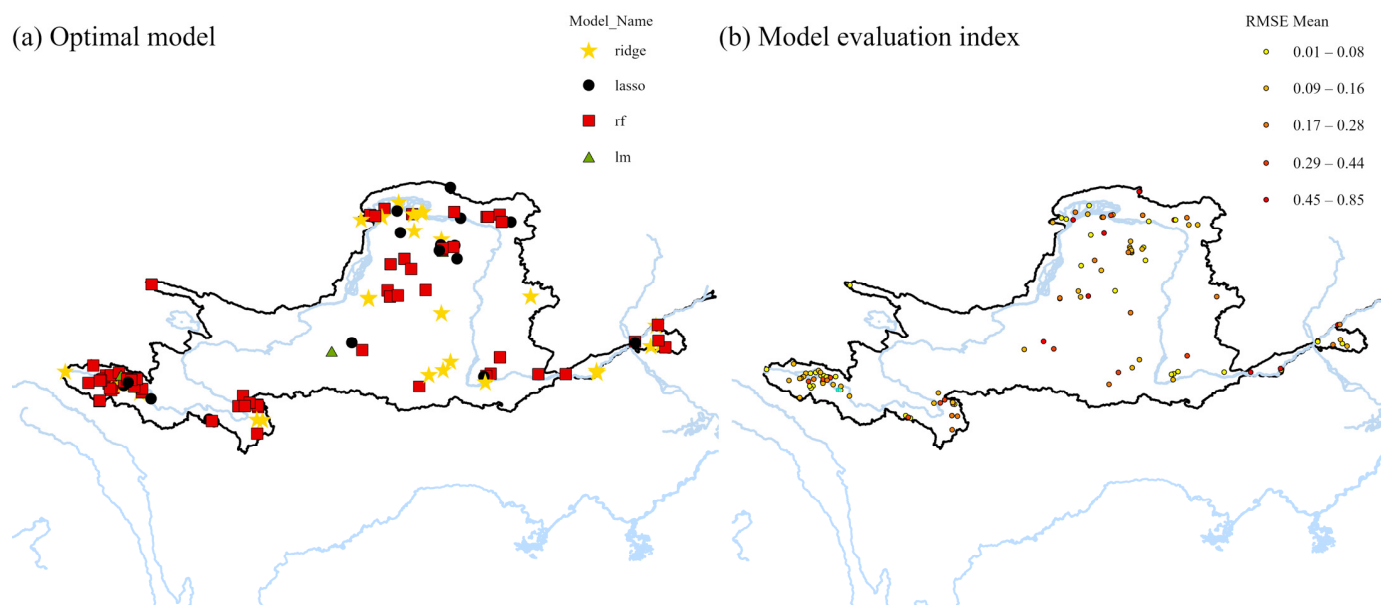 (a) Optimal model
Model_Name
ridge
lasso
rf
lm
(b) Model evaluation index
RMSE Mean
0.01 – 0.08
0.09 – 0.16
0.17 – 0.28
0.29 – 0.44
0.45 – 0.85